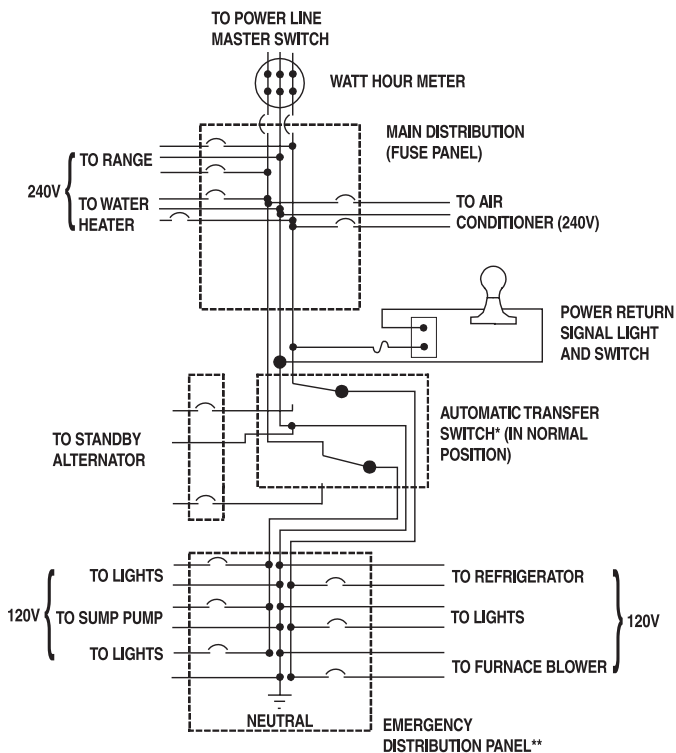 TO POWER LINE
MASTER SWITCH
WATT HOUR METER
MAIN DISTRIBUTION
(FUSE PANEL)
TO RANGE
240V
TO WATER
HEATER
TO AIR
CONDITIONER (240V)
POWER RETURN
SIGNAL LIGHT
AND SWITCH
AUTOMATIC TRANSFER
SWITCH* (IN NORMAL
POSITION)
TO STANDBY
ALTERNATOR
TO LIGHTS
120V
TO SUMP PUMP
TO LIGHTS
TO REFRIGERATOR
TO LIGHTS
120V
TO FURNACE BLOWER
NEUTRAL
EMERGENCY
DISTRIBUTION PANEL**